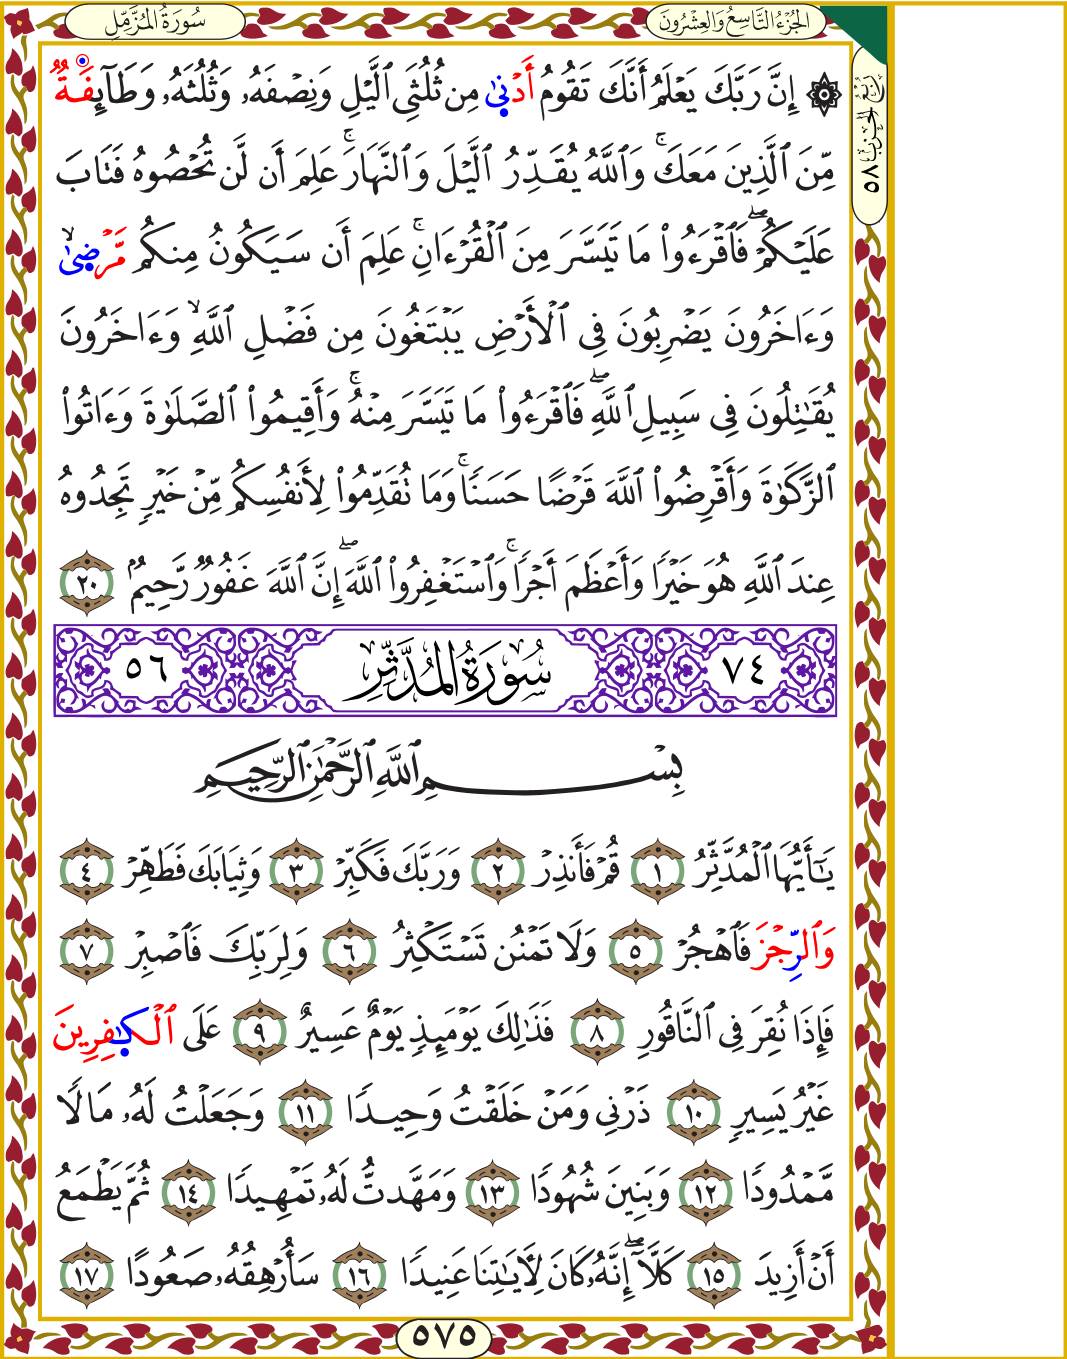 سُورَةُ المُزَّمِّلِ
الجُزْءُ التَّاسِعُ وَالعِشْرُونَ
۞ إِنَّ رَبَّكَ يَعْلَمُ أَنَّكَ تَقُومُ أَدْنَىٰ مِن ثُلُثَىِ ٱلَّيْلِ وَنِصْفَهُۥ وَثُلُثَهُۥ وَطَآئِفَةٌ
مِّنَ ٱلَّذِينَ مَعَكَۚ وَٱللَّهُ يُقَدِّرُ ٱلَّيْلَ وَٱلنَّهَارَۚ عَلِمَ أَن لَّن تُحْصُوهُ فَتَابَ
عَلَيْكُمْۖ فَٱقْرَءُوا۟ مَا تَيَسَّرَ مِنَ ٱلْقُرْءَانِۚ عَلِمَ أَن سَيَكُونُ مِنكُم مَّرْضَىٰۙ
وَءَاخَرُونَ يَضْرِبُونَ فِى ٱلْأَرْضِ يَبْتَغُونَ مِن فَضْلِ ٱللَّهِۙ وَءَاخَرُونَ
يُقَٰتِلُونَ فِى سَبِيلِ ٱللَّهِۖ فَٱقْرَءُوا۟ مَا تَيَسَّرَ مِنْهُۚ وَأَقِيمُوا۟ ٱلصَّلَوٰةَ وَءَاتُوا۟
ٱلزَّكَوٰةَ وَأَقْرِضُوا۟ ٱللَّهَ قَرْضًا حَسَنًاۚ وَمَا تُقَدِّمُوا۟ لِأَنفُسِكُم مِّنْ خَيْرٍ تَجِدُوهُ
عِندَ ٱللَّهِ هُوَ خَيْرًا وَأَعْظَمَ أَجْرًاۚ وَٱسْتَغْفِرُوا۟ ٱللَّهَۖ إِنَّ ٱللَّهَ غَفُورٌ رَّحِيمٌۢ ٢٠
٧٤ سُورَةُ المُدَّثِّرِ ٥٦
بِسْمِ ٱللَّهِ ٱلرَّحْمَٰنِ ٱلرَّحِيمِ
يَٰٓأَيُّهَا ٱلْمُدَّثِّرُ ١ قُمْ فَأَنذِرْ ٢ وَرَبَّكَ فَكَبِّرْ ٣ وَثِيَابَكَ فَطَهِّرْ ٤
وَٱلرِّجْزَ فَٱهْجُرْ ٥ وَلَا تَمْنُن تَسْتَكْثِرُ ٦ وَلِرَبِّكَ فَٱصْبِرْ ٧
فَإِذَا نُقِرَ فِى ٱلنَّاقُورِ ٨ فَذَٰلِكَ يَوْمَئِذٍ يَوْمٌ عَسِيرٌ ٩ عَلَى ٱلْكَٰفِرِينَ
غَيْرُ يَسِيرٍ ١٠ ذَرْنِى وَمَنْ خَلَقْتُ وَحِيدًا ١١ وَجَعَلْتُ لَهُۥ مَالًا
مَّمْدُودًا ١٢ وَبَنِينَ شُهُودًا ١٣ وَمَهَّدتُّ لَهُۥ تَمْهِيدًا ١٤ ثُمَّ يَطْمَعُ
أَنْ أَزِيدَ ١٥ كَلَّآۖ إِنَّهُۥ كَانَ لِءَايَٰتِنَا عَنِيدًا ١٦ سَأُرْهِقُهُۥ صَعُودًا ١٧
٥٧٥
رُبْعُ الحِزْبِ ٥٨